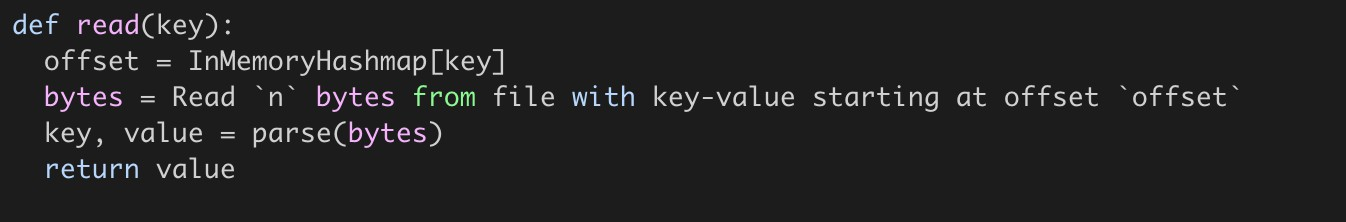 def read(key):
  offset = InMemoryHashmap[key]
  bytes = Read `n` bytes from file with key-value starting at offset `offset`
  key, value = parse(bytes)
  return value